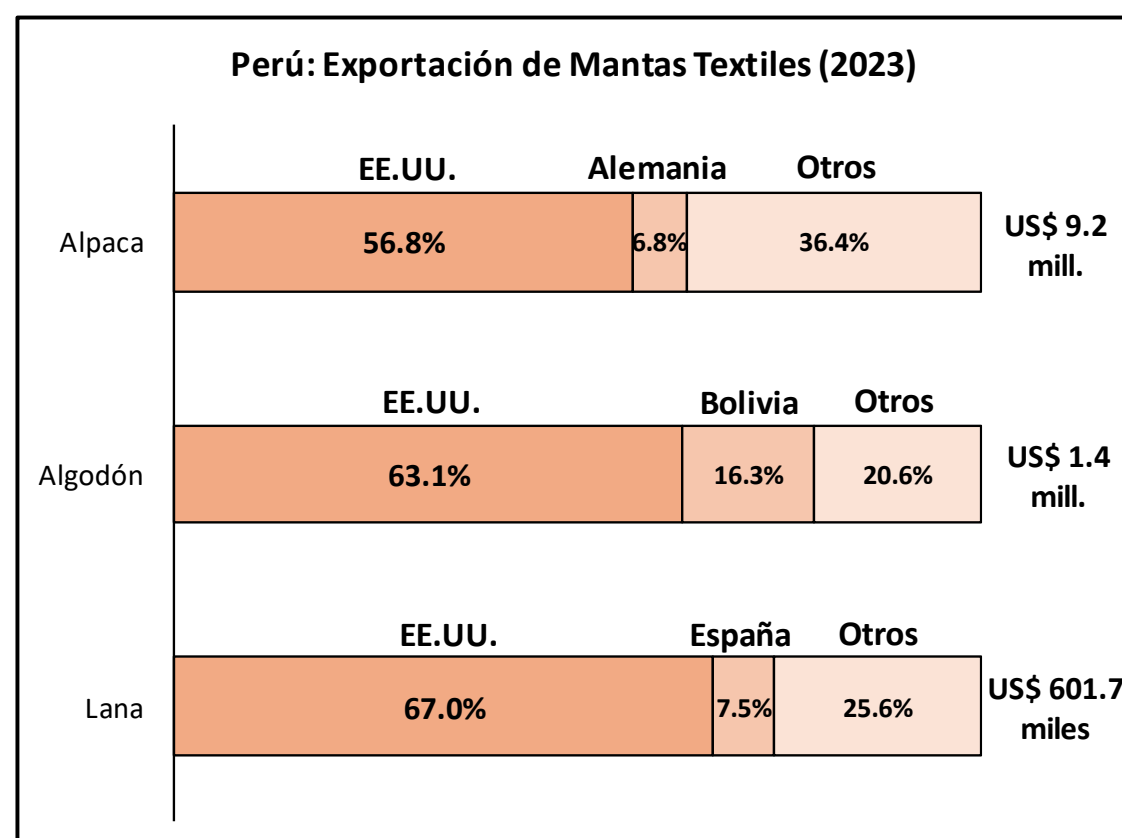 Perú: Exportación de Mantas Textiles (2023)
EE.UU. Alemania Otros
Alpaca 56.8% 6.8% 36.4% US$ 9.2
mill.
EE.UU. Bolivia Otros
Algodón 63.1% 16.3% 20.6% US$ 1.4
mill.
EE.UU. España Otros
Lana 67.0% 7.5% 25.6% US$ 601.7
miles